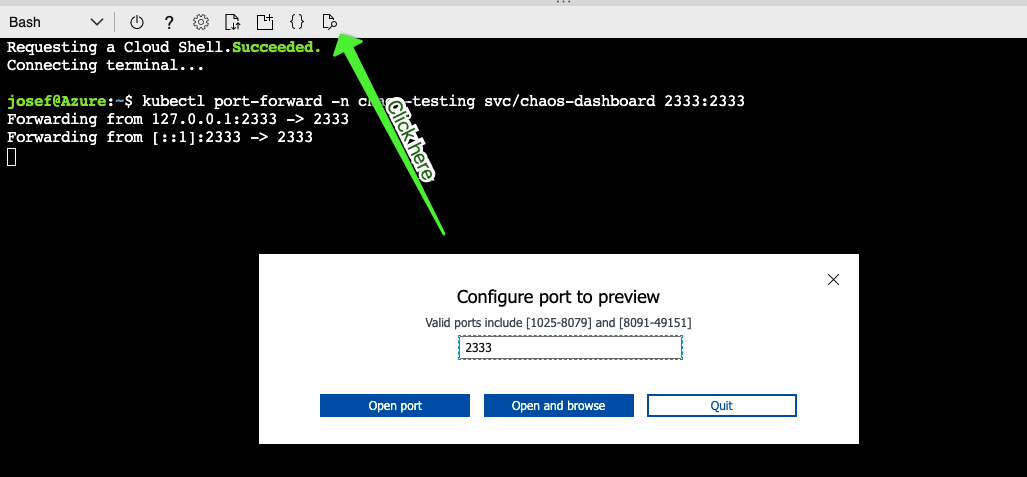 Bash
? {}
Requesting a Cloud Shell.Succeeded.
Connecting terminal...
josef@Azure:~$ kubectl port-forward -n chaos-testing svc/chaos-dashboard 2333:2333
Forwarding from 127.0.0.1:2333 -> 2333
Forwarding from [::1]:2333 -> 2333
Click here
Configure port to preview
Valid ports include [1025-8079] and [8091-49151]
2333
Open port
Open and browse
Quit